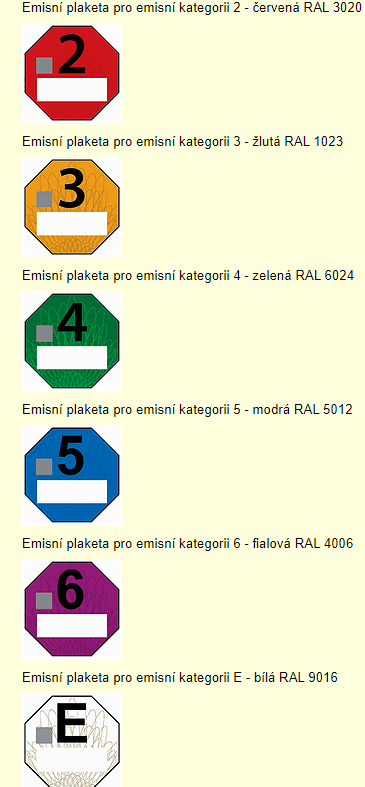 Emisní plaketa pro emisní kategorii 2 - červená RAL 3020
2
Emisní plaketa pro emisní kategorii 3 - žlutá RAL 1023
3
Emisní plaketa pro emisní kategorii 4 - zelená RAL 6024
4
Emisní plaketa pro emisní kategorii 5 - modrá RAL 5012
5
Emisní plaketa pro emisní kategorii 6 - fialová RAL 4006
6
Emisní plaketa pro emisní kategorii E - bílá RAL 9016
E